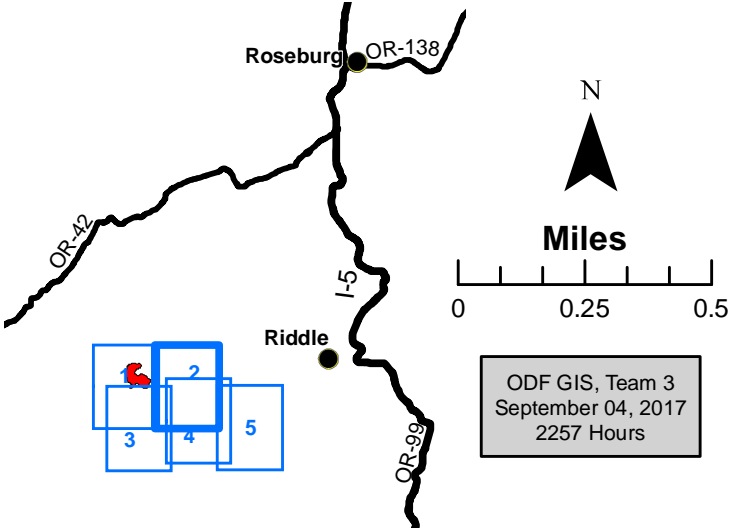 Roseburg
OR-138
N
OR-42
Miles
I-5
0 0.25 0.5
Riddle
1 2
3 4 5
OR-99
ODF GIS, Team 3
September 04, 2017
2257 Hours